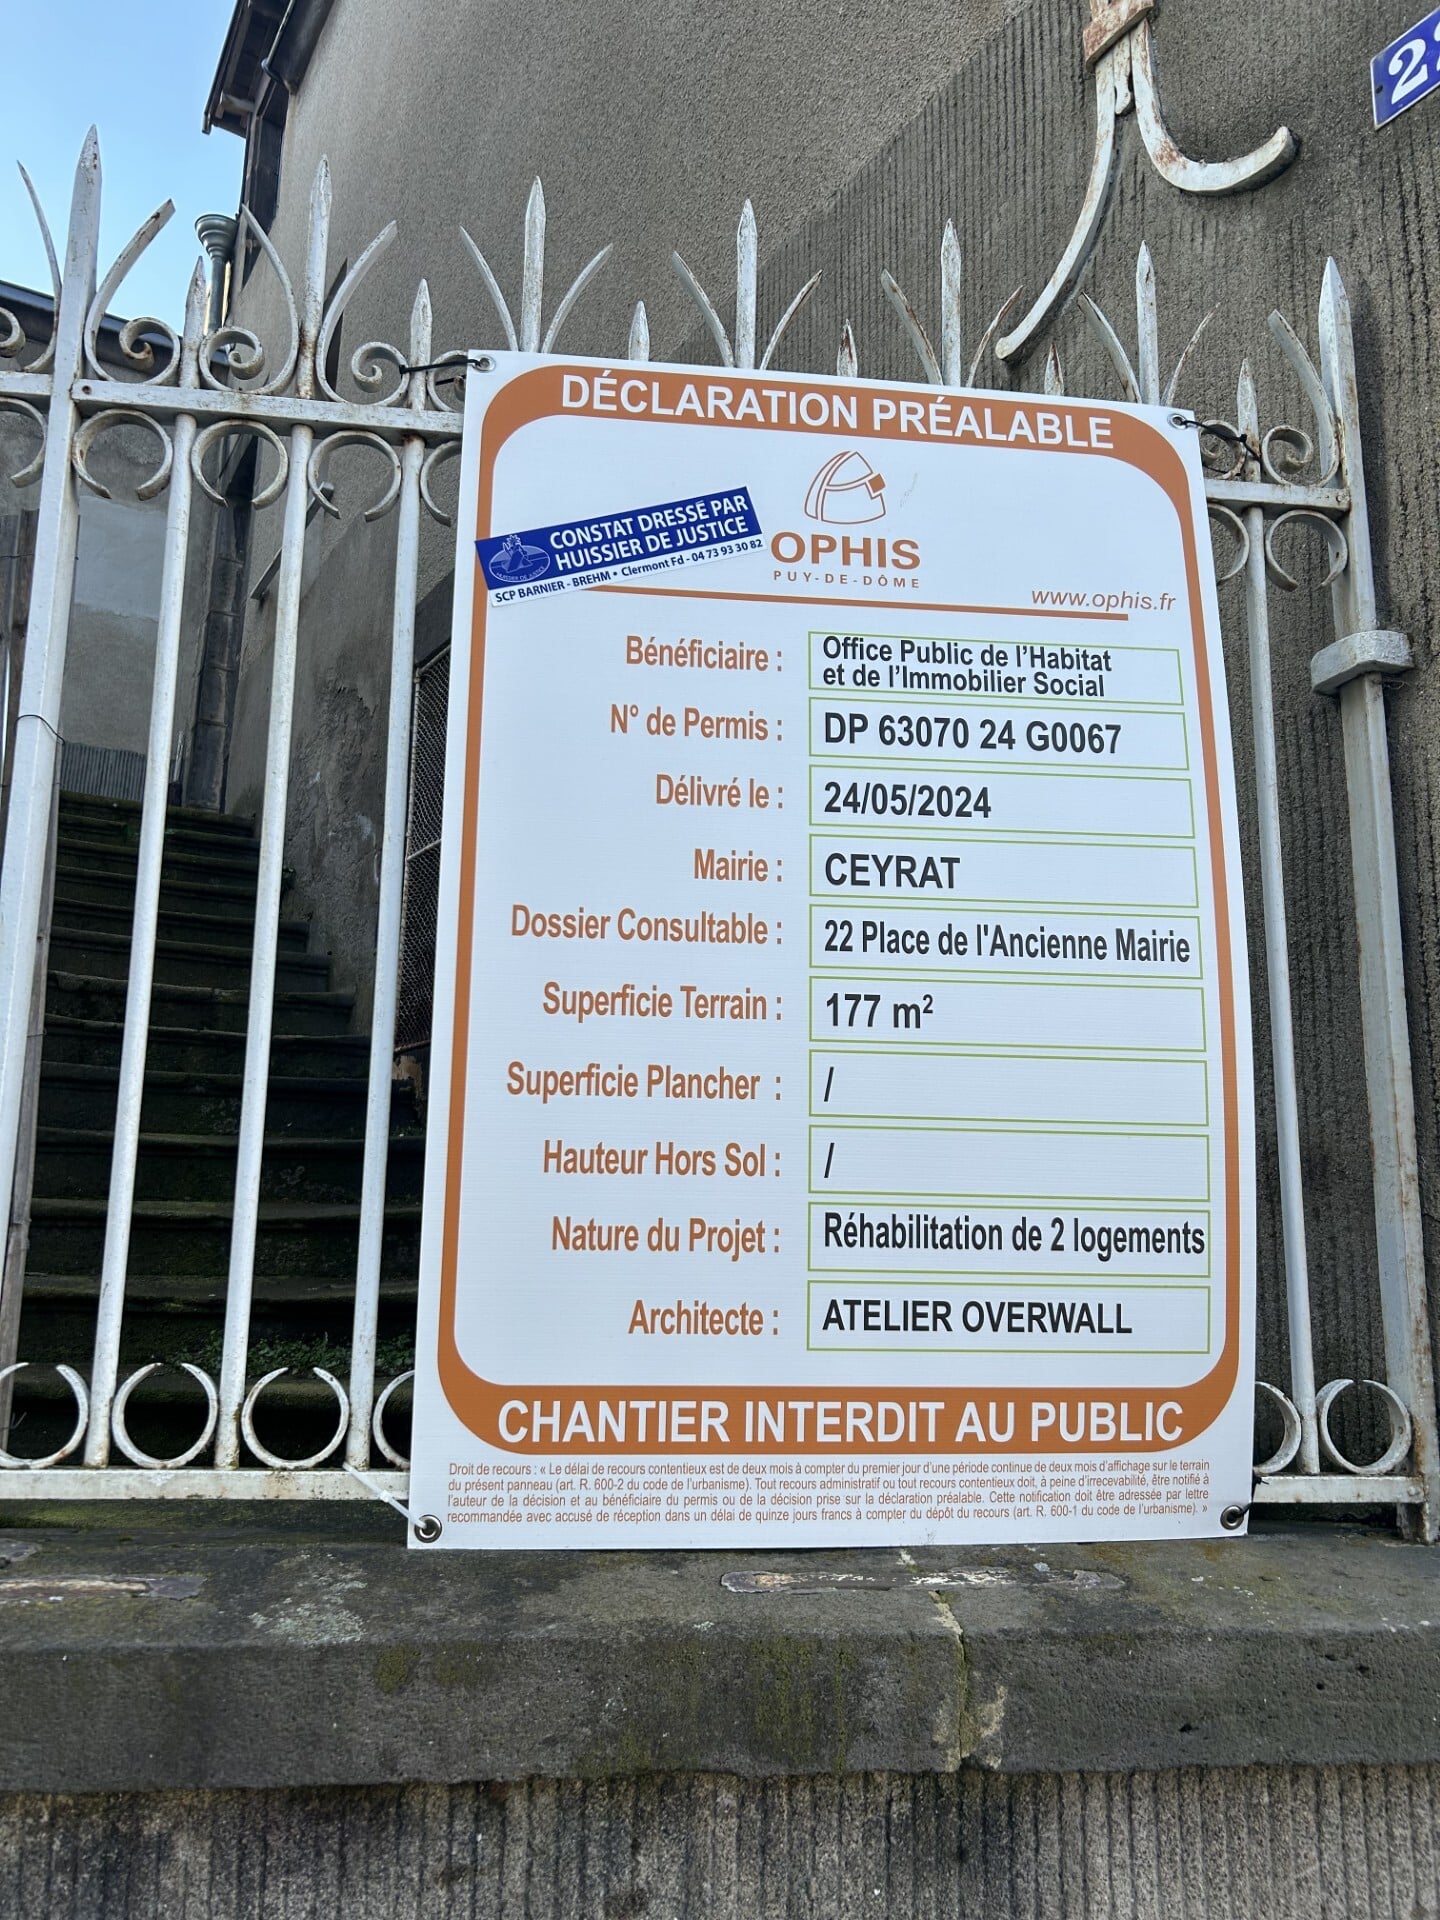 DÉCLARATION PRÉALABLE
CONSTAT DRESSÉ PAR
HUISSIER DE JUSTICE
SCP BARNIER - BREHM • Clermont Fd - 04 73 93 30 82
HUISSIER DE JUSTICE
OPHIS
PUY-DE-DÔME
www.ophis.fr
Bénéficiaire : Office Public de l'Habitat
et de l'Immobilier Social
N° de Permis : DP 63070 24 G0067
Délivré le : 24/05/2024
Mairie : CEYRAT
Dossier Consultable : 22 Place de l'Ancienne Mairie
Superficie Terrain : 177 m²
Superficie Plancher : /
Hauteur Hors Sol : /
Nature du Projet : Réhabilitation de 2 logements
Architecte : ATELIER OVERWALL
CHANTIER INTERDIT AU PUBLIC
Droit de recours : « Le délai de recours contentieux est de deux mois à compter du premier jour d'une période continue de deux mois d'affichage sur le terrain
du présent panneau (art. R. 600-2 du code de l'urbanisme). Tout recours administratif ou tout recours contentieux doit, à peine d'irrecevabilité, être notifié à
l'auteur de la décision et au bénéficiaire du permis ou de la décision prise sur la déclaration préalable. Cette notification doit être adressée par lettre
recommandée avec accusé de réception dans un délai de quinze jours francs à compter du dépôt du recours (art. R. 600-1 du code de l'urbanisme). »